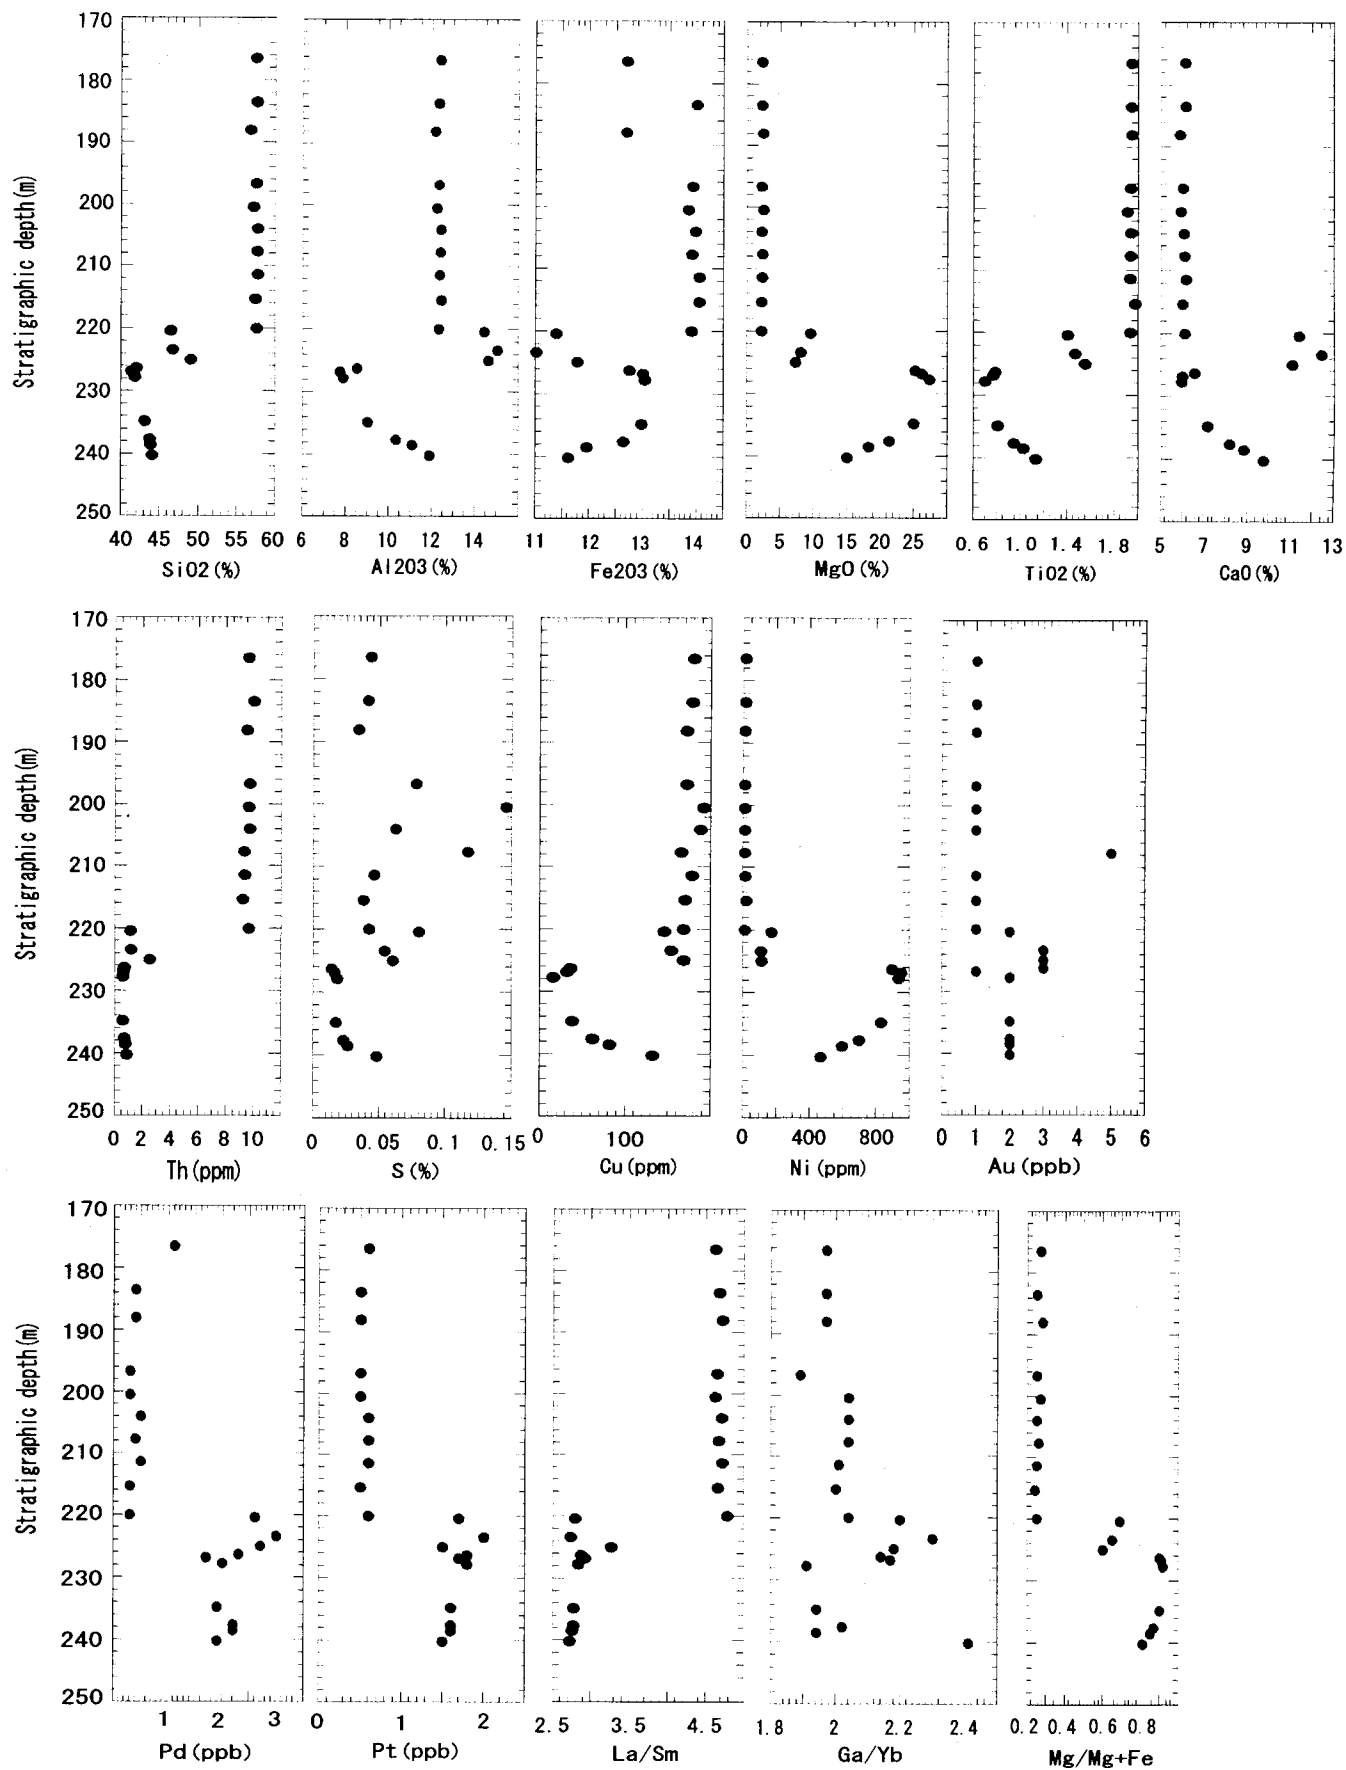 170
180
190
200
210
220
230
240
250
Stratigraphic depth(m)
40 45 50 55 60
6 8 10 12 14
11 12 13 14
0 5 10 15 20 25
0.6 1.0 1.4 1.8
5 7 9 11 13
SiO2(%) Al2O3(%) Fe2O3(%) MgO(%) TiO2(%) CaO(%)
170
180
190
200
210
220
230
240
250
Stratigraphic depth(m)
0 2 4 6 8 10
0 0.05 0.1 0.15
0 100
0 400 800
0 1 2 3 4 5 6
Th(ppm) S(%) Cu(ppm) Ni(ppm) Au(ppb)
170
180
190
200
210
220
230
240
250
Stratigraphic depth(m)
1 2 3
0 1 2
2.5 3.5 4.5
1.8 2 2.2 2.4
0.2 0.4 0.6 0.8
Pd(ppb) Pt(ppb) La/Sm Ga/Yb Mg/Mg+Fe